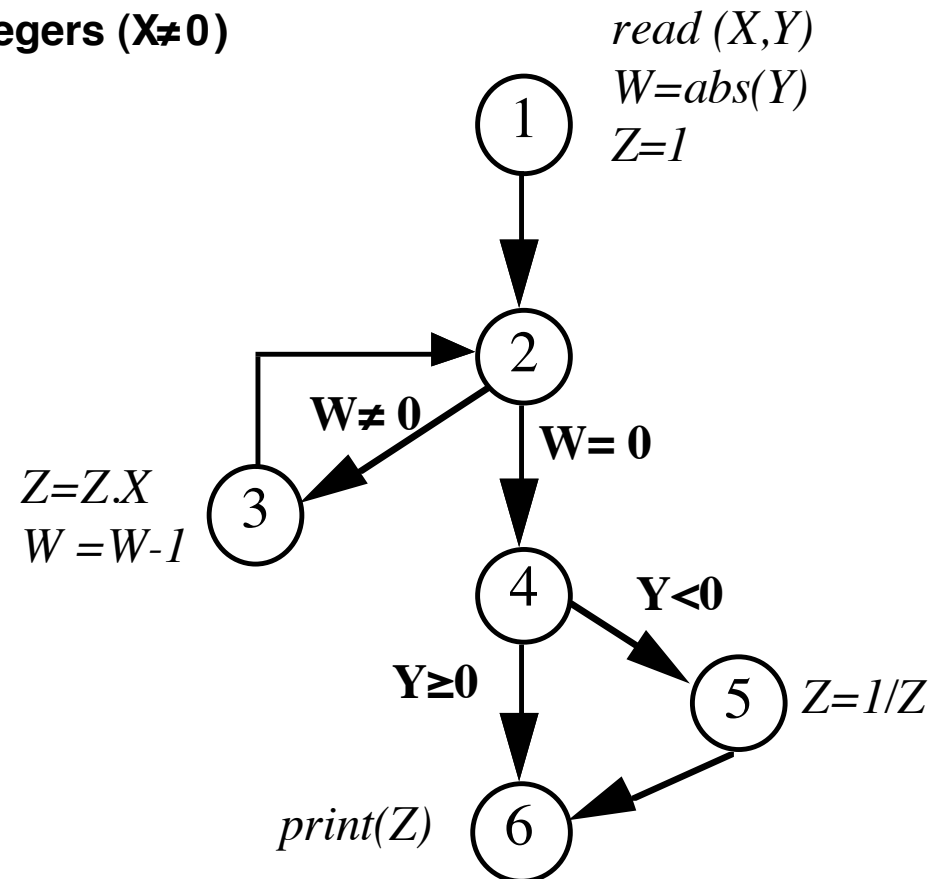 egers (X≠0)
read (X,Y)
W=abs(Y)
Z=1
1
2
W≠ 0
W= 0
Z=Z.X
W =W-1
3
4
Y<0
Y≥0
5
Z=1/Z
print(Z)
6